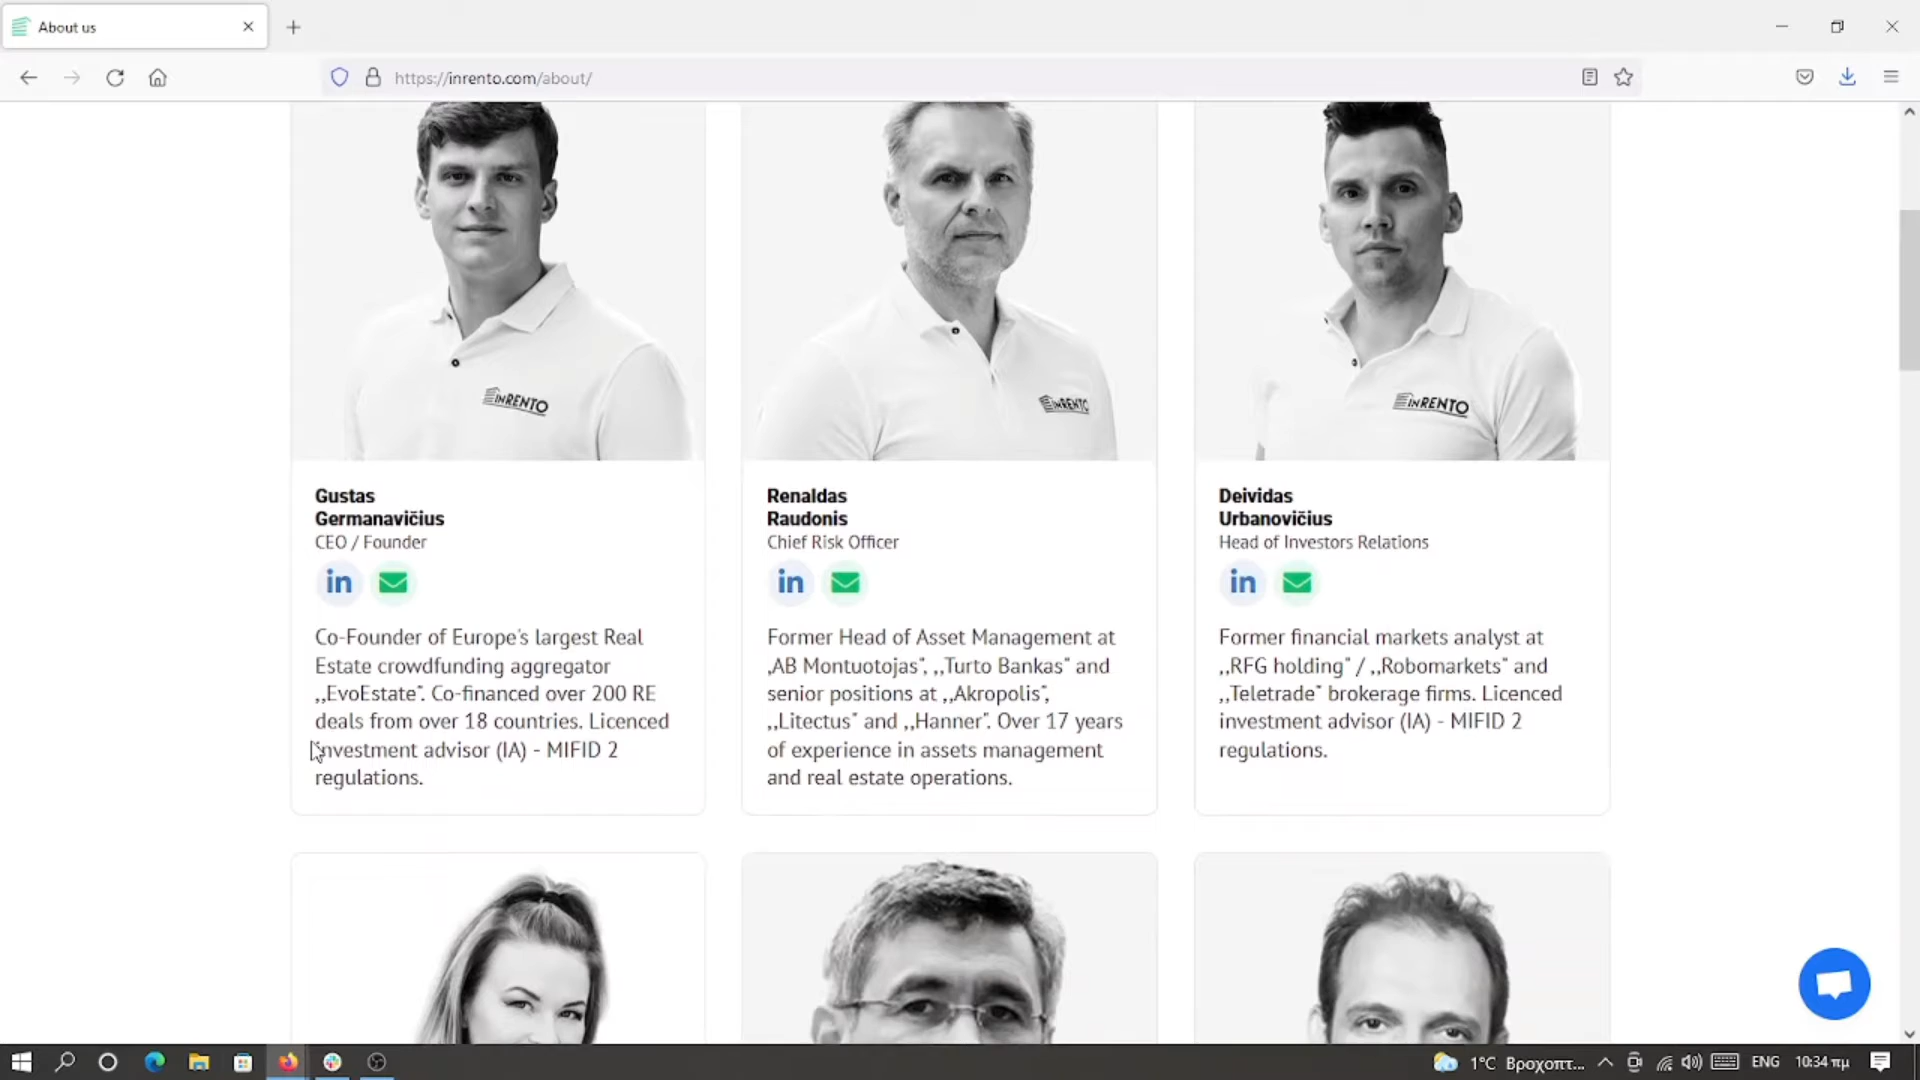 About us
https://inrento.com/about/
INRENTO
INRENTO
INRENTO
Gustas
Germanavičius
CEO / Founder
in
Co-Founder of Europe's largest Real
Estate crowdfunding aggregator
,,EvoEstate". Co-financed over 200 RE
deals from over 18 countries. Licenced
investment advisor (IA) - MIFID 2
regulations.
Renaldas
Raudonis
Chief Risk Officer
in
Former Head of Asset Management at
,AB Montuotojas", ,,Turto Bankas" and
senior positions at ,,Akropolis",
,,Litectus" and ,,Hanner". Over 17 years
of experience in assets management
and real estate operations.
Deividas
Urbanovičius
Head of Investors Relations
in
Former financial markets analyst at
,,RFG holding" / ,,Robomarkets" and
,,Teletrade" brokerage firms. Licenced
investment advisor (IA) - MIFID 2
regulations.
1°C Βροχοπτ... ENG 10:34 πμ